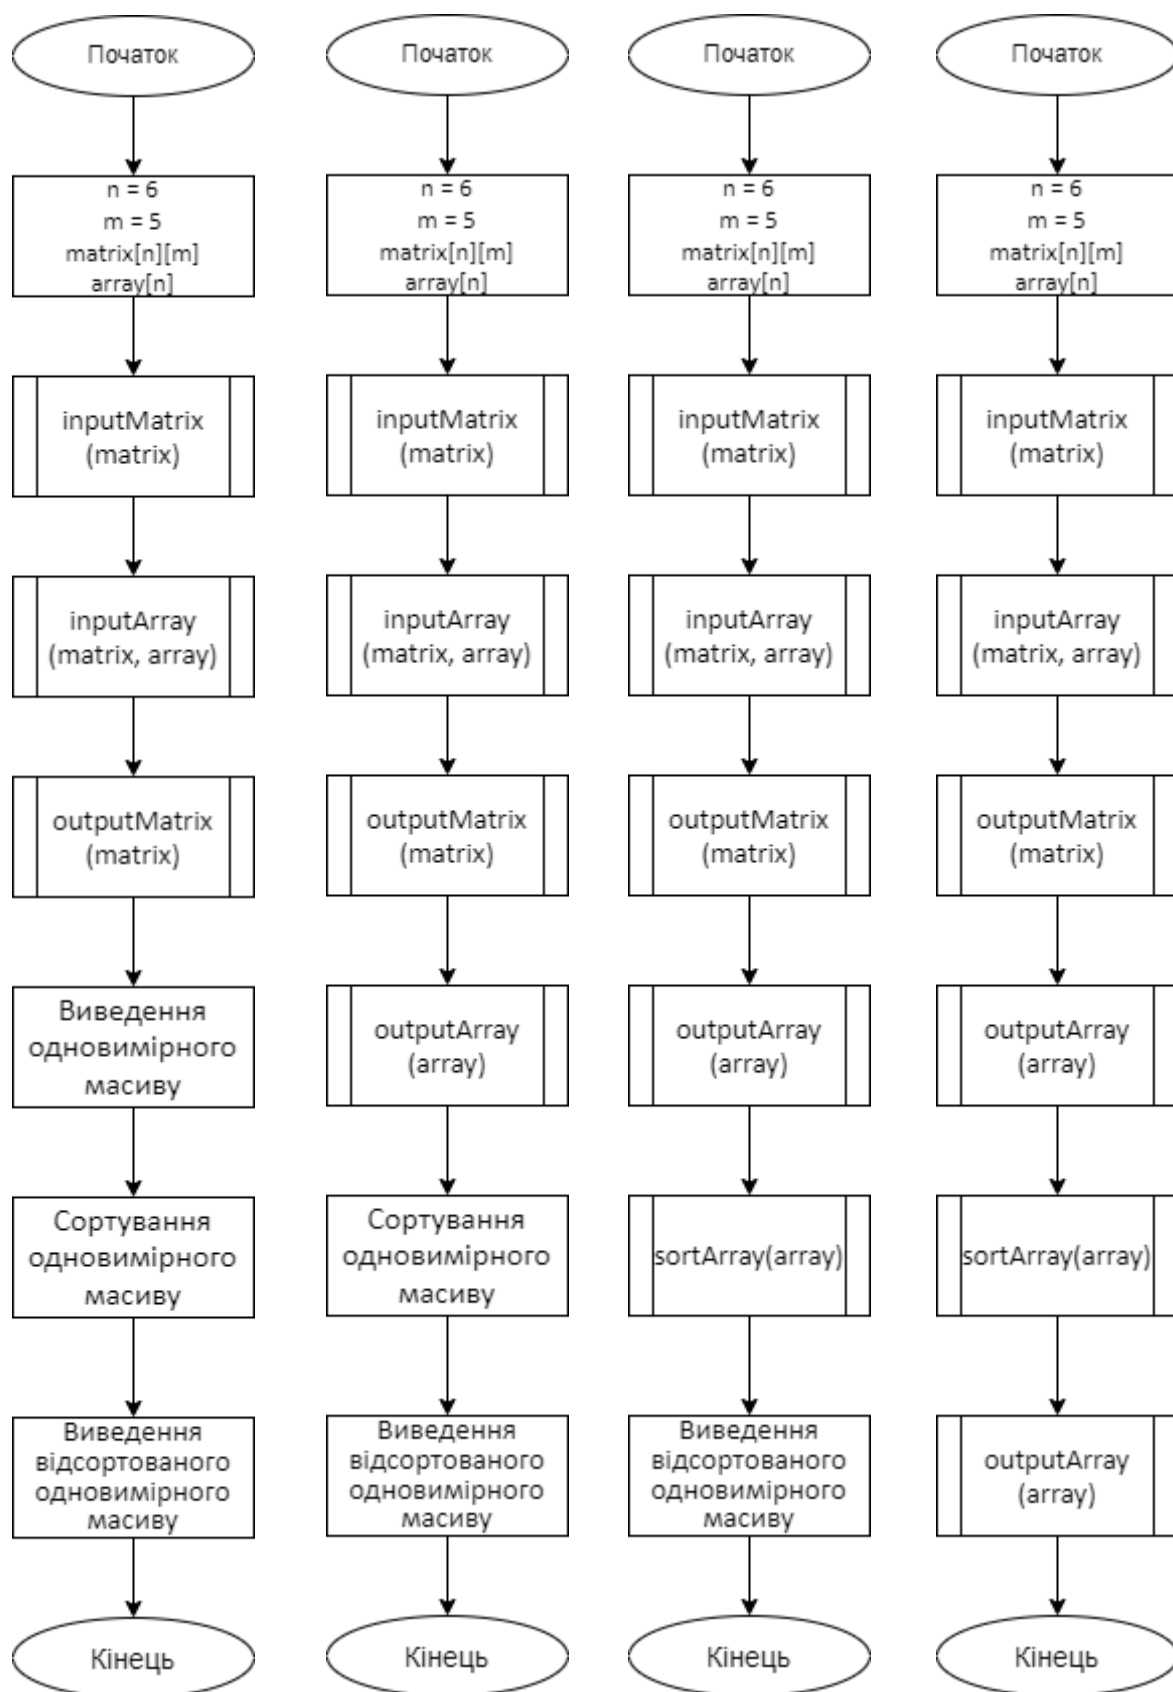 Початок
n = 6
m = 5
matrix[n][m]
array[n]
inputMatrix
(matrix)
inputArray
(matrix, array)
outputMatrix
(matrix)
Виведення
одновимірного
масиву
Сортування
одновимірного
масиву
Виведення
відсортованого
одновимірного
масиву
Кінець
Початок
n = 6
m = 5
matrix[n][m]
array[n]
inputMatrix
(matrix)
inputArray
(matrix, array)
outputMatrix
(matrix)
outputArray
(array)
Сортування
одновимірного
масиву
Виведення
відсортованого
одновимірного
масиву
Кінець
Початок
n = 6
m = 5
matrix[n][m]
array[n]
inputMatrix
(matrix)
inputArray
(matrix, array)
outputMatrix
(matrix)
outputArray
(array)
sortArray(array)
Виведення
відсортованого
одновимірного
масиву
Кінець
Початок
n = 6
m = 5
matrix[n][m]
array[n]
inputMatrix
(matrix)
inputArray
(matrix, array)
outputMatrix
(matrix)
outputArray
(array)
sortArray(array)
outputArray
(array)
Кінець